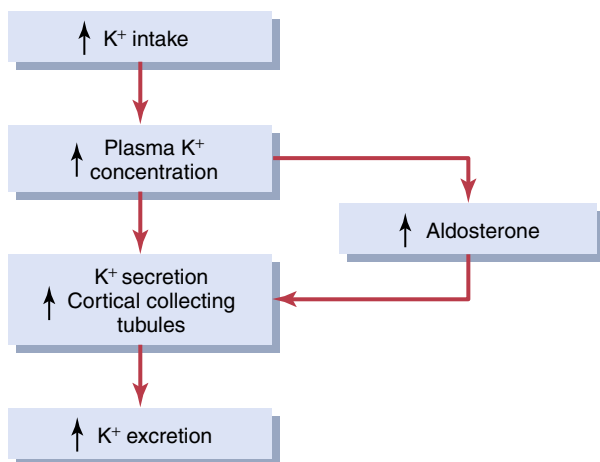 ↑ K⁺ intake
↑ Plasma K⁺
concentration
↑ Aldosterone
K⁺ secretion
↑ Cortical collecting
tubules
↑ K⁺ excretion